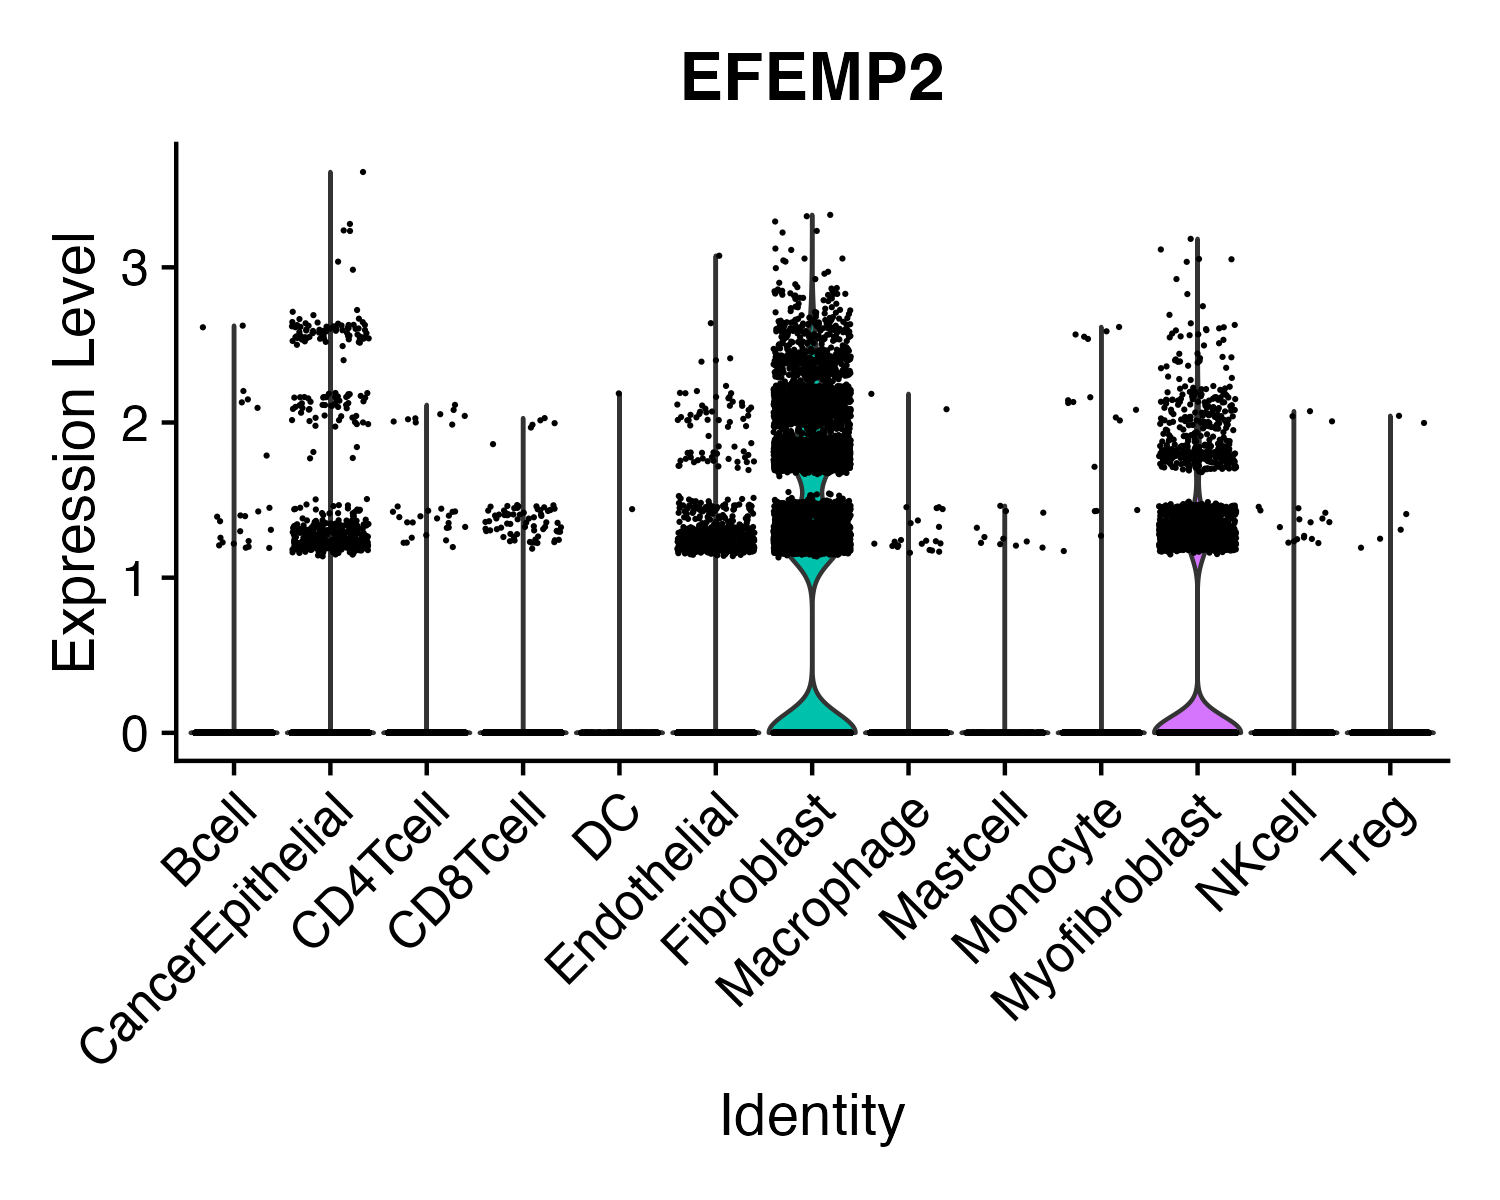 EFEMP2
Expression Level
3
2
1
0
Bcell
CancerEpithelial
CD4Tcell
CD8Tcell
DC
Endothelial
Fibroblast
Macrophage
Mastcell
Monocyte
Myofibroblast
NKcell
Treg
Identity